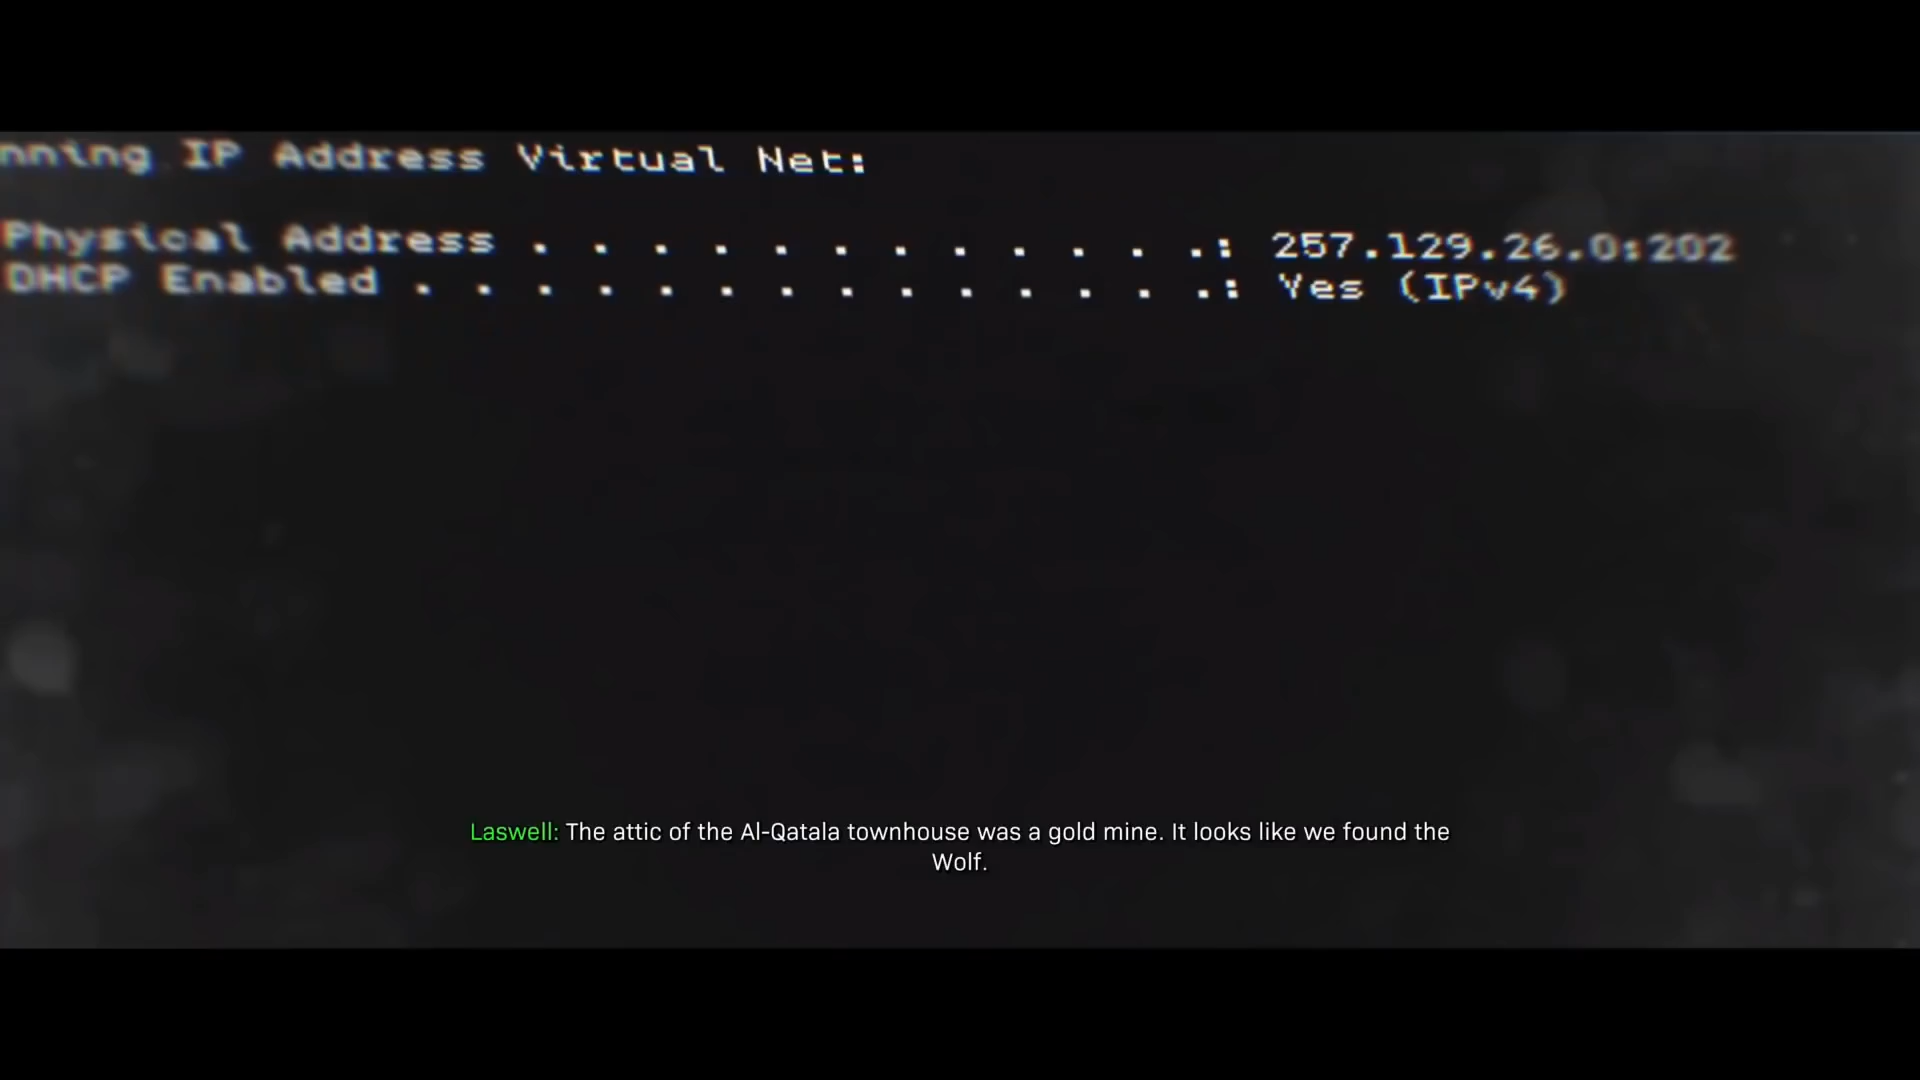 nning IP Address Virtual Net:
Physical Address . . . . . . . . . . . .: 257.129.26.0:202
DHCP Enabled . . . . . . . . . . . . . .: Yes (IPv4)
Laswell: The attic of the Al-Qatala townhouse was a gold mine. It looks like we found the
Wolf.